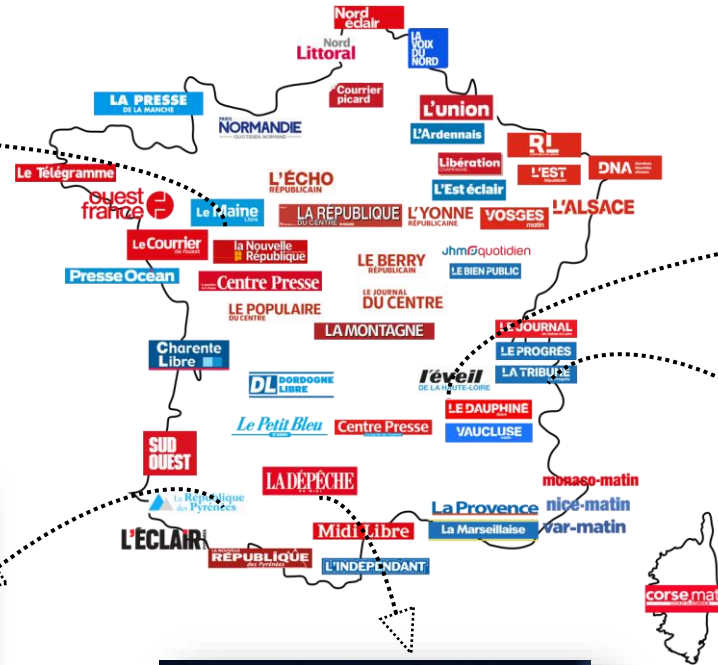 Nord
éclair
Nord
Littoral
LA
VOIX
DU
NORD
Courrier
picard
LA PRESSE
DE LA MANCHE
L'union
PARIS
NORMANDIE
QUOTIDIEN NORMAND
L'Ardennais
RL
Libération
CHAMPAGNE
L'EST
DNA
Le Télégramme
L'ÉCHO
RÉPUBLICAIN
L'Est éclair
ouest
france
Le Maine
Libre
LA RÉPUBLIQUE
DU CENTRE
L'YONNE
RÉPUBLICAINE
VOSGES
matin
L'ALSACE
Le Courrier
de l'ouest
la Nouvelle
République
LE BERRY
RÉPUBLICAIN
jhm quotidien
LE BIEN PUBLIC
Presse Ocean
Centre Presse
LE POPULAIRE
DU CENTRE
LE JOURNAL
DU CENTRE
LA MONTAGNE
LE JOURNAL
LE PROGRÈS
LA TRIBUNE
Charente
Libre
DL DORDOGNE
LIBRE
l'éveil
DE LA HAUTE-LOIRE
LE DAUPHINÉ
VAUCLUSE
Le Petit Bleu
Centre Presse
SUD
OUEST
LA DÉPÊCHE
DU MIDI
monaco-matin
La République
des Pyrénées
La Provence
nice-matin
L'ÉCLAIR
Midi Libre
La Marseillaise
var-matin
LA NOUVELLE
RÉPUBLIQUE
des Pyrénées
L'INDÉPENDANT
corse mat